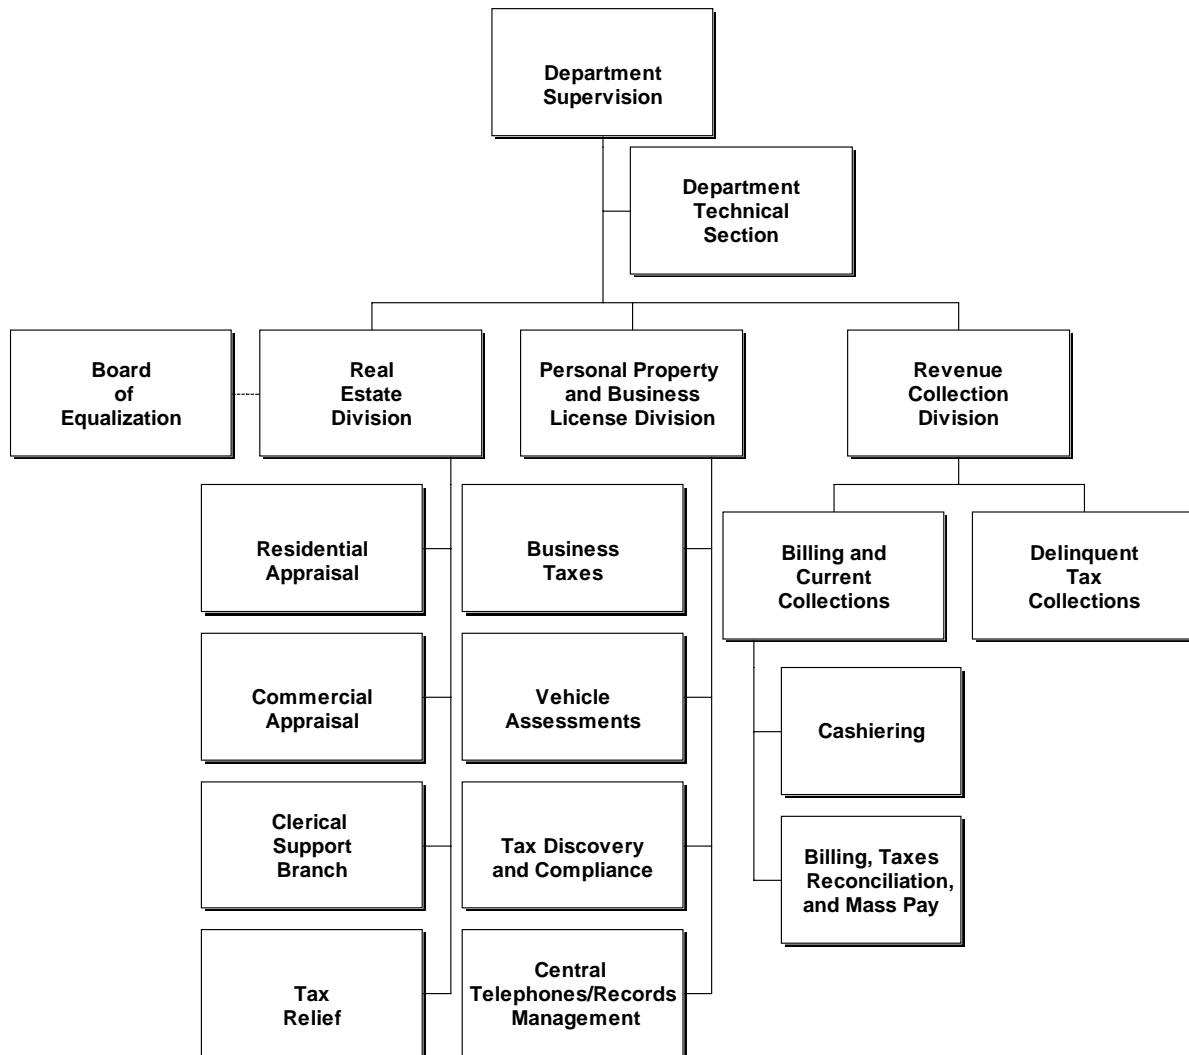 Department
Supervision
Department
Technical
Section
Board
of
Equalization
Real
Estate
Division
Personal Property
and Business
License Division
Revenue
Collection
Division
Residential
Appraisal
Business
Taxes
Billing and
Current
Collections
Delinquent
Tax
Collections
Commercial
Appraisal
Vehicle
Assessments
Cashiering
Clerical
Support
Branch
Tax Discovery
and Compliance
Billing, Taxes
Reconciliation,
and Mass Pay
Tax
Relief
Central
Telephones/Records
Management